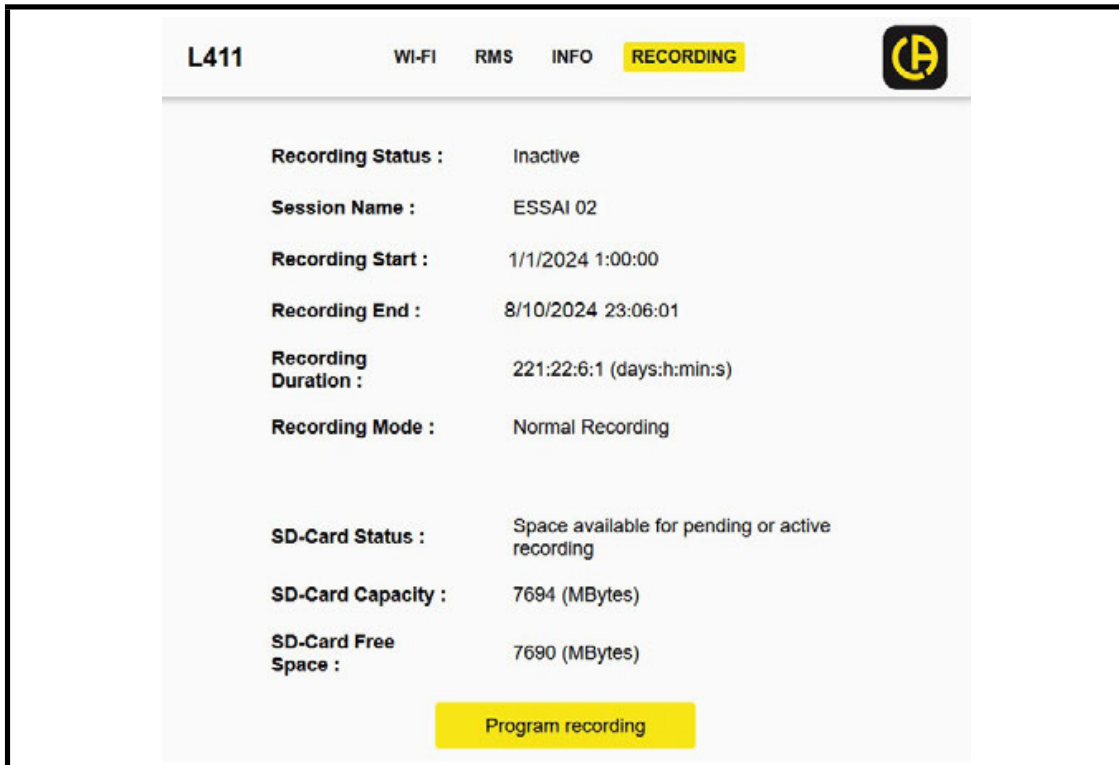 L411 WI-FI RMS INFO RECORDING
Recording Status : Inactive
Session Name : ESSAI 02
Recording Start : 1/1/2024 1:00:00
Recording End : 8/10/2024 23:06:01
Recording
Duration : 221:22:6:1 (days:h:min:s)
Recording Mode : Normal Recording
SD-Card Status : Space available for pending or active
recording
SD-Card Capacity : 7694 (MBytes)
SD-Card Free
Space : 7690 (MBytes)
Program recording